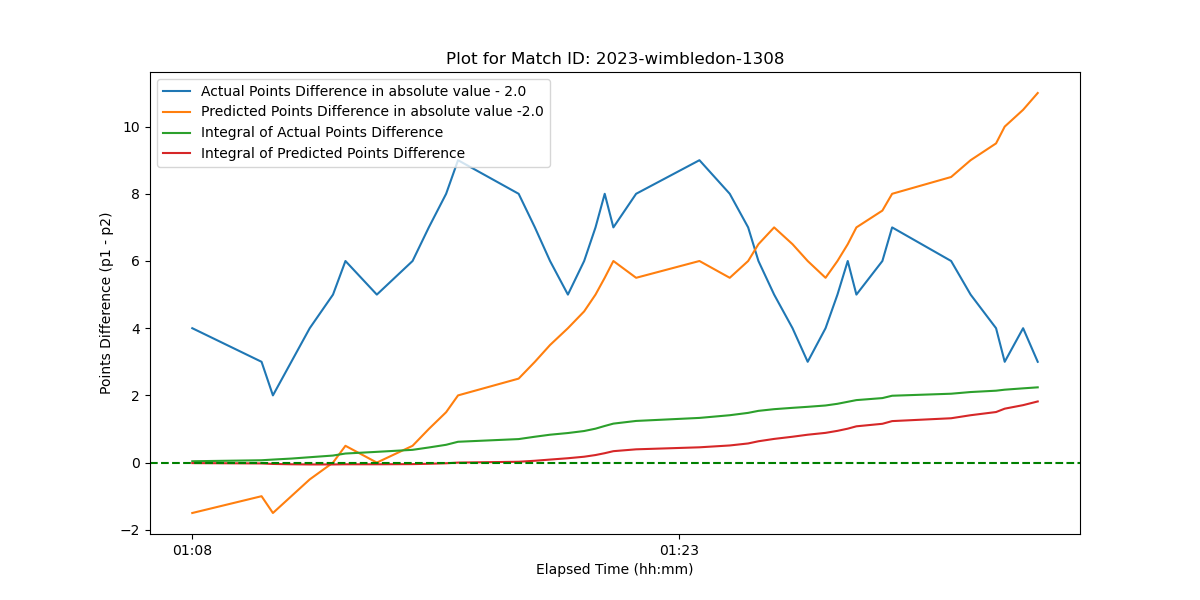 Plot for Match ID: 2023-wimbledon-1308
Actual Points Difference in absolute value - 2.0
Predicted Points Difference in absolute value -2.0
Integral of Actual Points Difference
Integral of Predicted Points Difference
Points Difference (p1 - p2)
10
8
6
4
2
0
−2
01:08
01:23
Elapsed Time (hh:mm)